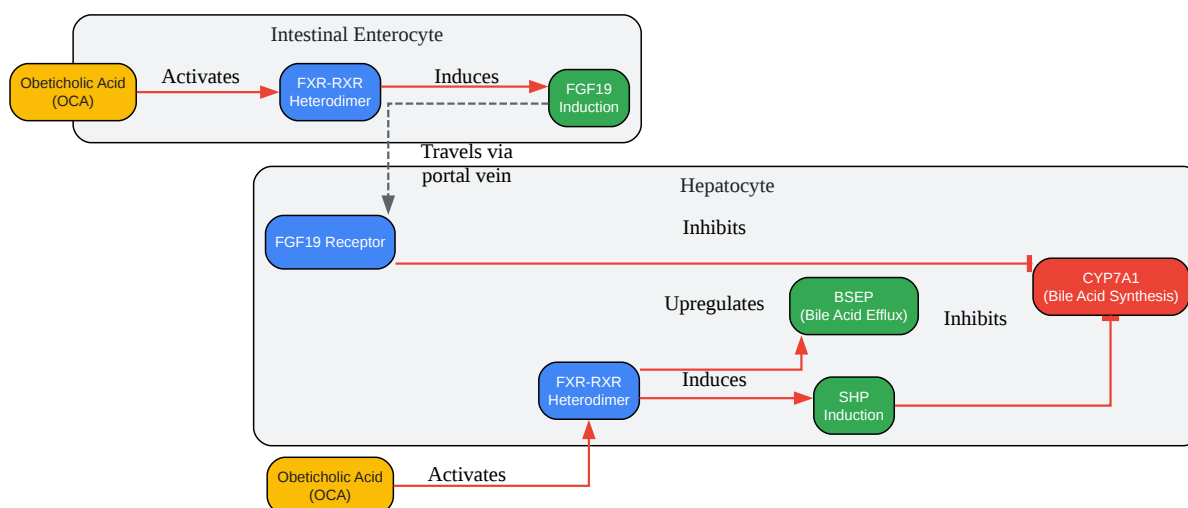 Intestinal Enterocyte
Obeticholic Acid
(OCA)
Activates
FXR-RXR
Heterodimer
Induces
FGF19
Induction
Travels via
portal vein
Hepatocyte
FGF19 Receptor
Inhibits
CYP7A1
(Bile Acid Synthesis)
Upregulates
BSEP
(Bile Acid Efflux)
Inhibits
FXR-RXR
Heterodimer
Induces
SHP
Induction
Obeticholic Acid
(OCA)
Activates